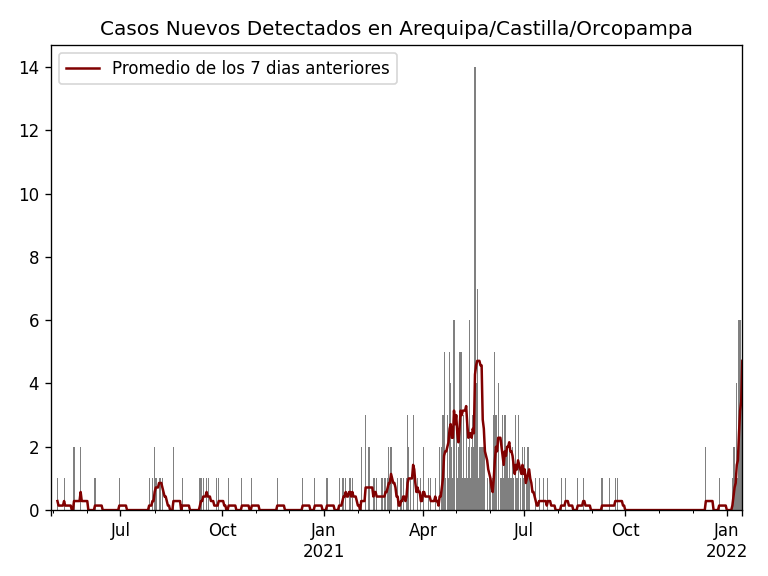 Casos Nuevos Detectados en Arequipa/Castilla/Orcopampa
Promedio de los 7 dias anteriores
14
12
10
8
6
4
2
0
Jul
Oct
Jan
2021
Apr
Jul
Oct
Jan
2022